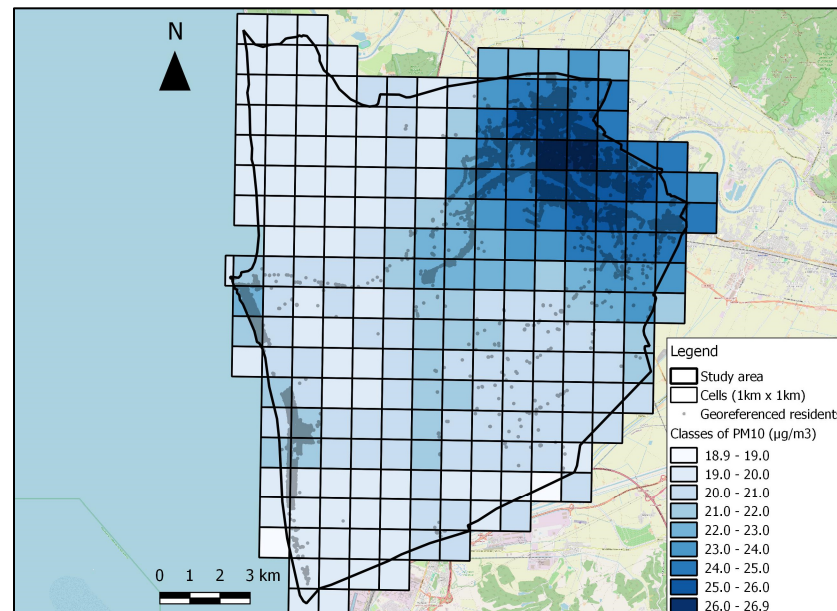 N
0 1 2 3 km
Legend
Study area
Cells (1km x 1km)
Georeferenced residents
Classes of PM10 (µg/m3)
18.9 - 19.0
19.0 - 20.0
20.0 - 21.0
21.0 - 22.0
22.0 - 23.0
23.0 - 24.0
24.0 - 25.0
25.0 - 26.0
26.0 - 26.9